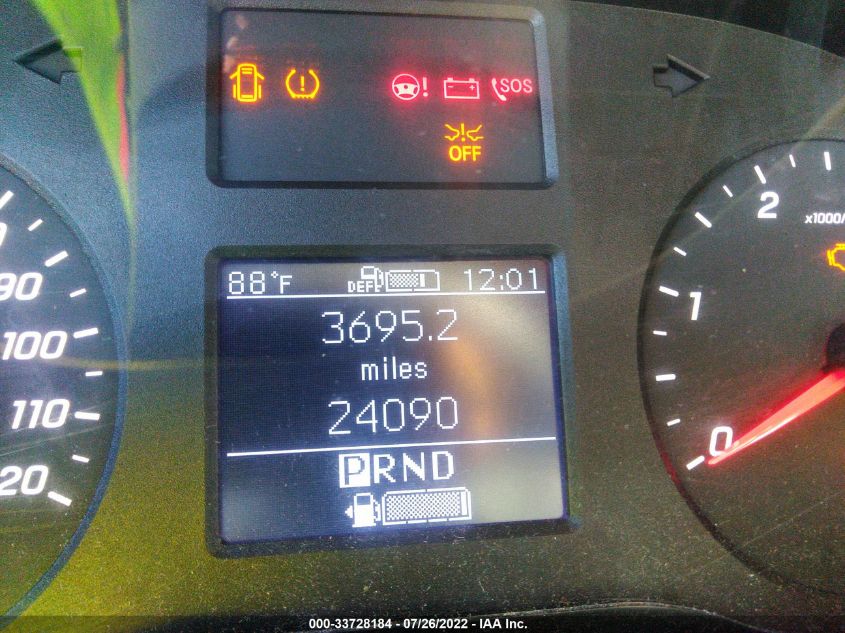 SOS
OFF
88°F DEF 12:01
3695.2
miles
24090
PRND
90
100
110
20
2
x1000/
1
0
000-33728184 - 07/26/2022 - IAA Inc.